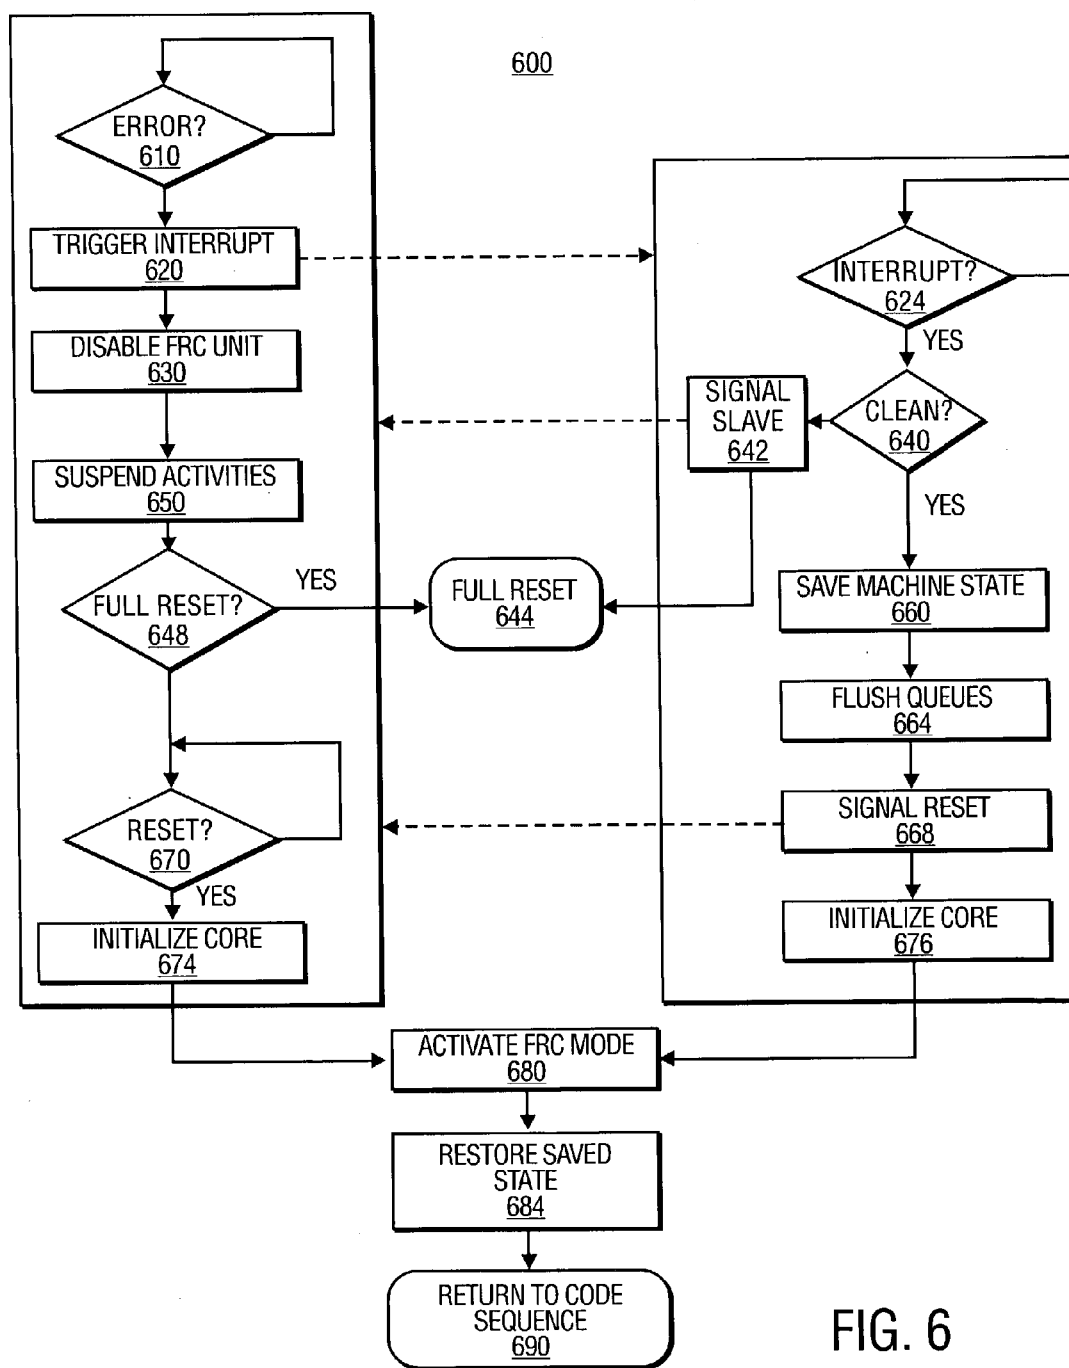 600
ERROR?
610
TRIGGER INTERRUPT
620
DISABLE FRC UNIT
630
SUSPEND ACTIVITIES
650
FULL RESET?
648
YES
RESET?
670
YES
INITIALIZE CORE
674
FULL RESET
644
INTERRUPT?
624
YES
SIGNAL
SLAVE
642
CLEAN?
640
YES
SAVE MACHINE STATE
660
FLUSH QUEUES
664
SIGNAL RESET
668
INITIALIZE CORE
676
ACTIVATE FRC MODE
680
RESTORE SAVED
STATE
684
RETURN TO CODE
SEQUENCE
690
FIG. 6